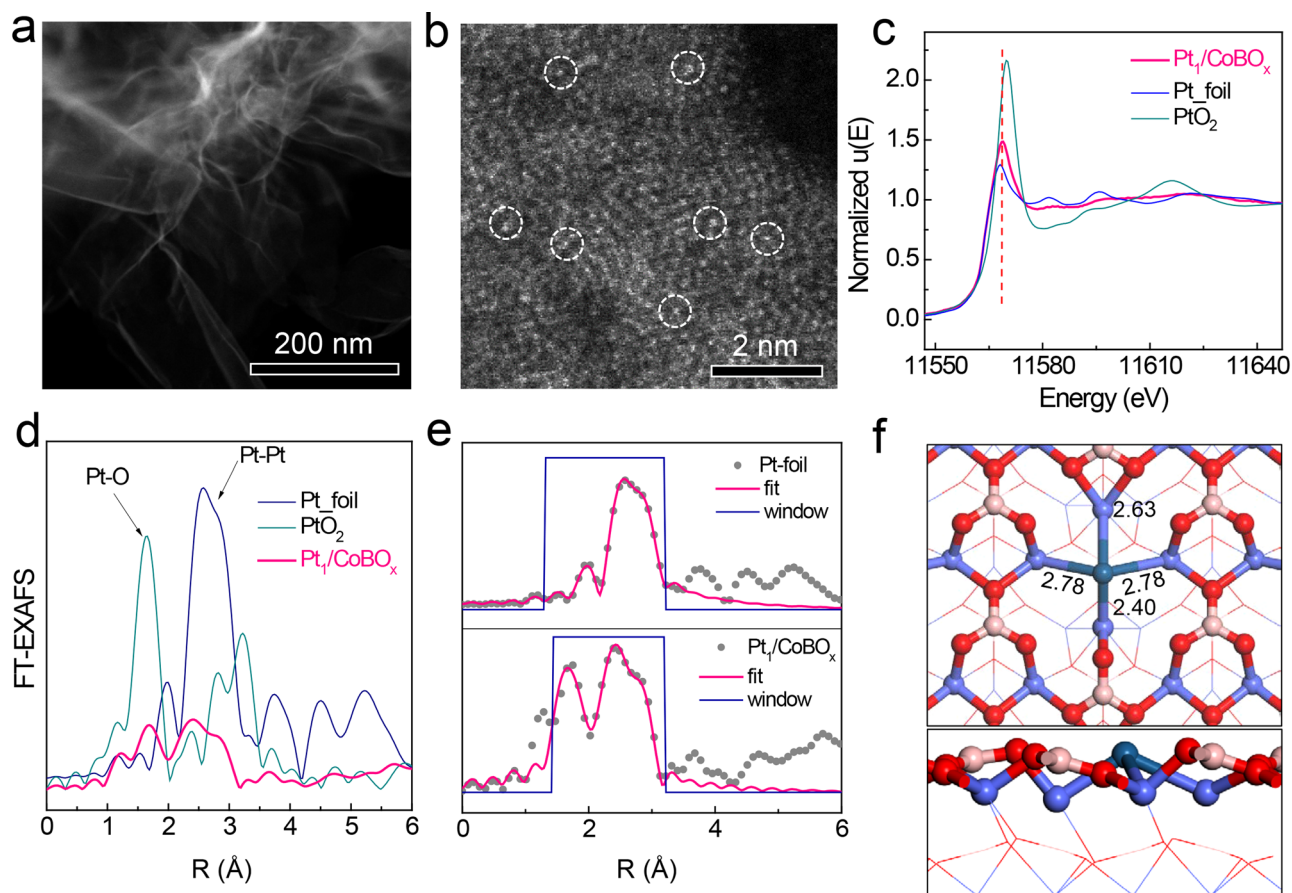 a
200 nm
b
2 nm
c
Normalized u(E)
2.0
1.5
1.0
0.5
0.0
Pt₁/CoBOₓ
Pt_foil
PtO₂
11550 11580 11610 11640
Energy (eV)
d
FT-EXAFS
Pt-O
Pt-Pt
Pt_foil
PtO₂
Pt₁/CoBOₓ
0 1 2 3 4 5 6
R (Å)
e
Pt-foil
fit
window
Pt₁/CoBOₓ
fit
window
0 2 4 6
R (Å)
f
2.63
2.78 2.78
2.40